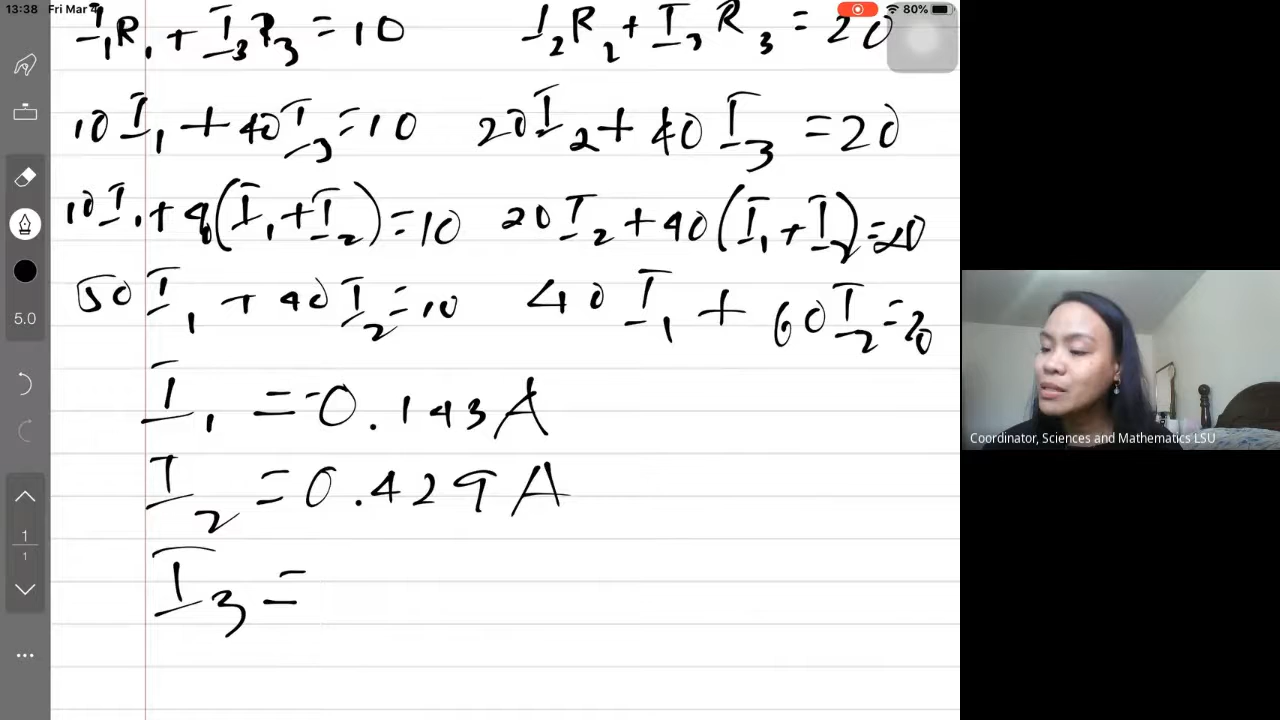 13:38 Fri Mar 4 80%
I₁R₁ + I₃R₃ = 10 I₂R₂ + I₃R₃ = 20
10I₁ + 40I₃ = 10 20I₂ + 40I₃ = 20
10I₁ + 40(I₁ + I₂) = 10 20I₂ + 40(I₁ + I₂) = 20
50I₁ + 40I₂ = 10 40I₁ + 60I₂ = 20
I₁ = -0.143A
5.0
Coordinator, Sciences and Mathematics LSU
I₂ = 0.429A
1
1
I₃ =